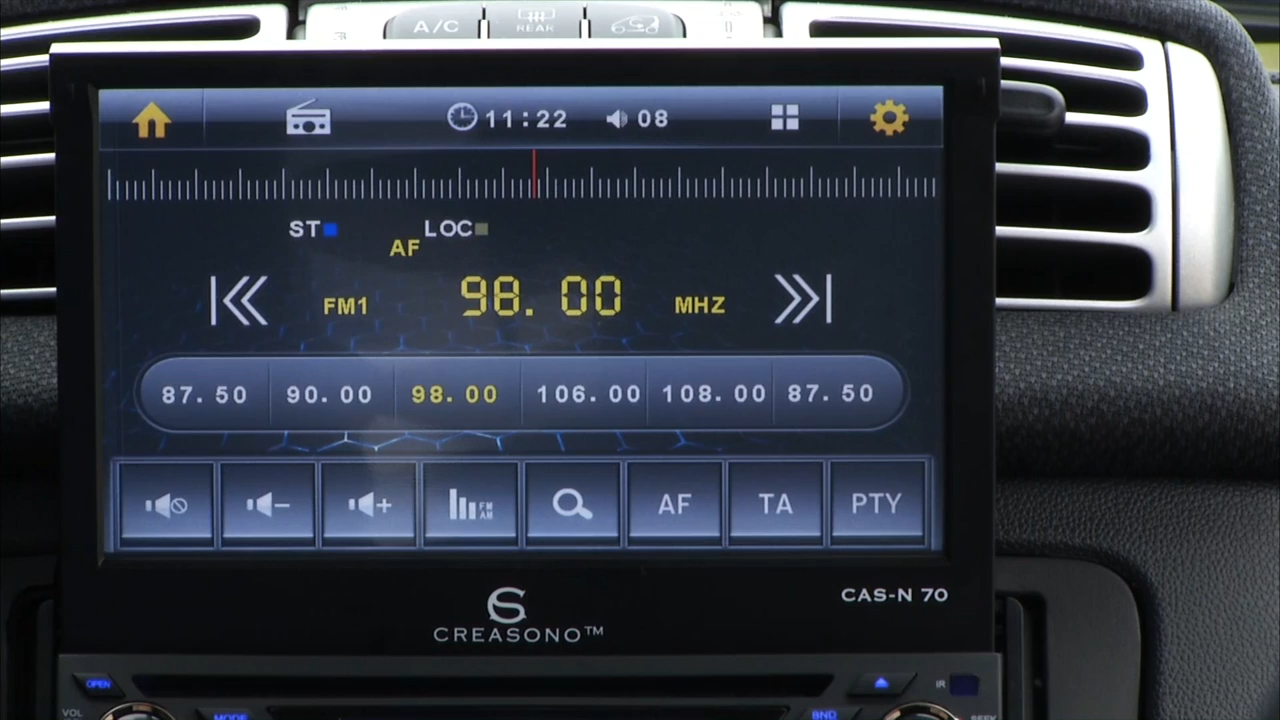 A/C REAR
11:22 08
ST LOC
AF
FM1 98.00 MHZ
87.50 90.00 98.00 106.00 108.00 87.50
FM
AM
AF TA PTY
CAS-N 70
CREASONO™
OPEN IR
VOL MODE BND SEEK